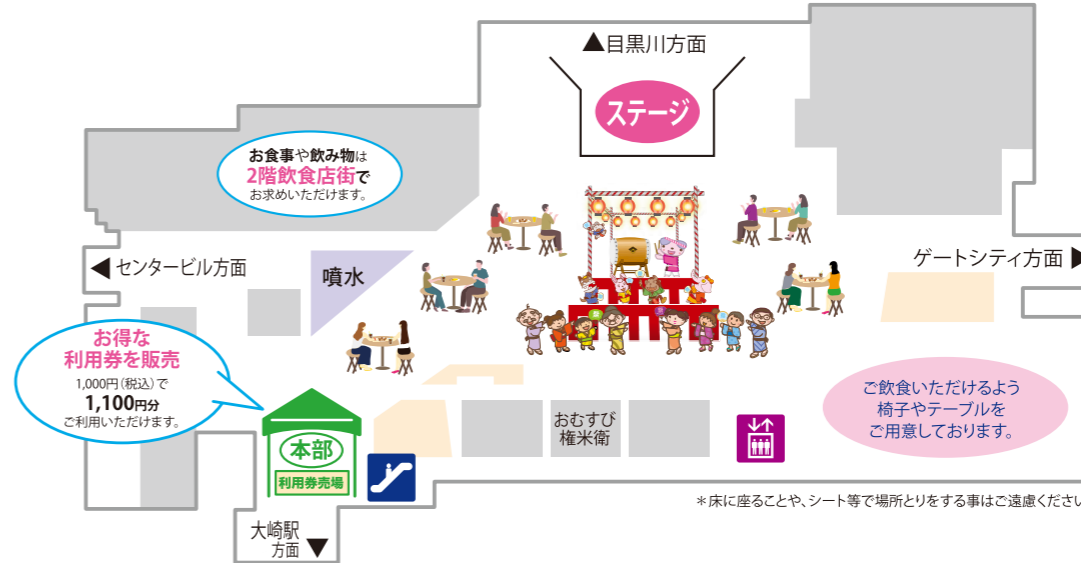 ▲目黒川方面
ステージ
お食事や飲み物は
2階飲食店街で
お求めいただけます。
◀センタービル方面
噴水
ゲートシティ方面▶
お得な
利用券を販売
1,000円(税込)で
1,100円分
ご利用いただけます。
本部
利用券売場
おむすび
権米衛
ご飲食いただけるよう
椅子やテーブルを
ご用意しております。
大崎駅
方面▼
＊床に座ることや、シート等で場所とりをする事はご遠慮ください